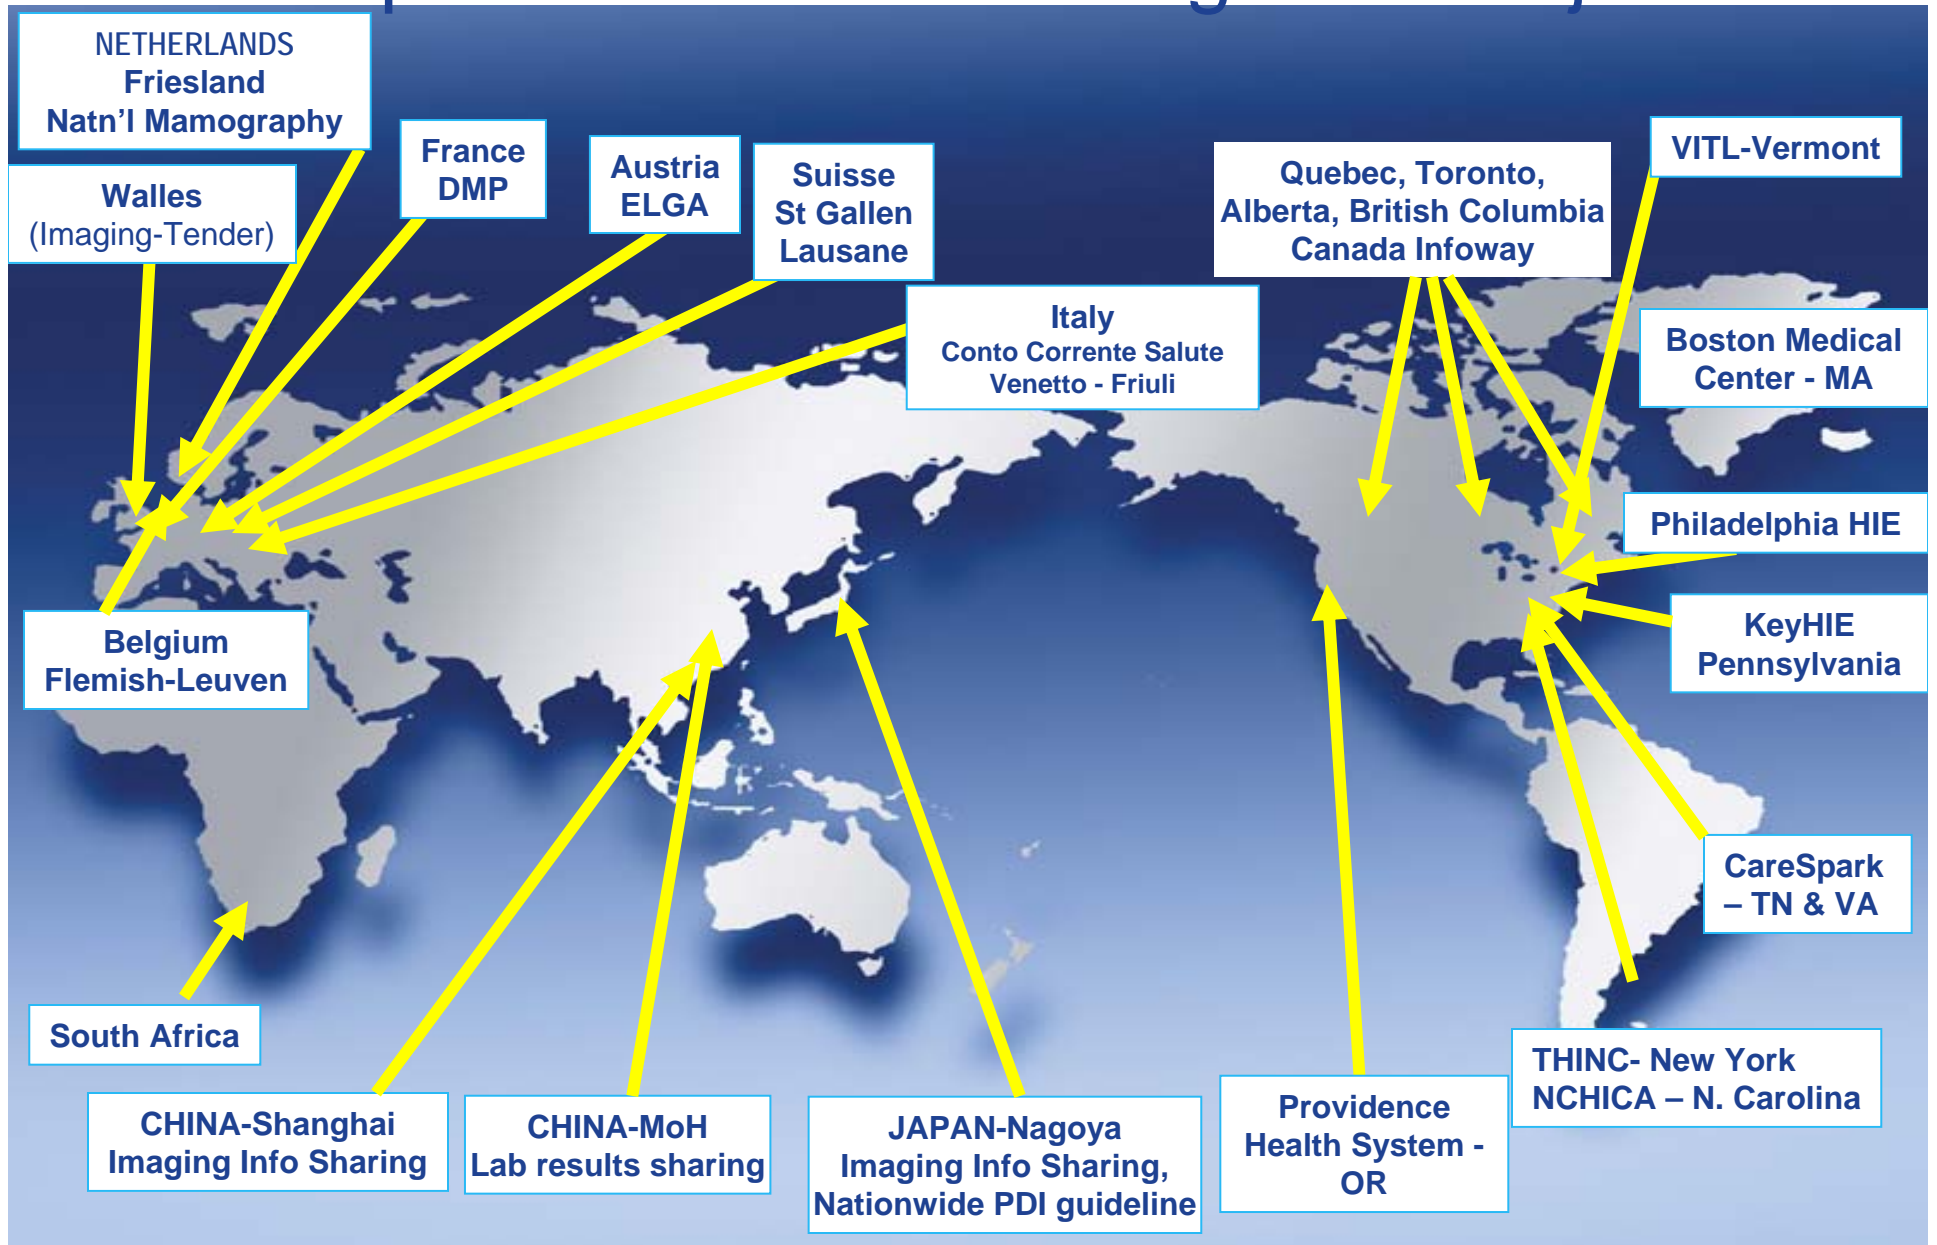 NETHERLANDS
Friesland
Natn'l Mamography
Walles
(Imaging-Tender)
France
DMP
Austria
ELGA
Suisse
St Gallen
Lausane
Italy
Conto Corrente Salute
Venetto - Friuli
Quebec, Toronto,
Alberta, British Columbia
Canada Infoway
VITL-Vermont
Boston Medical
Center - MA
Philadelphia HIE
KeyHIE
Pennsylvania
Belgium
Flemish-Leuven
CareSpark
– TN & VA
South Africa
CHINA-Shanghai
Imaging Info Sharing
CHINA-MoH
Lab results sharing
JAPAN-Nagoya
Imaging Info Sharing,
Nationwide PDI guideline
Providence
Health System -
OR
THINC- New York
NCHICA – N. Carolina